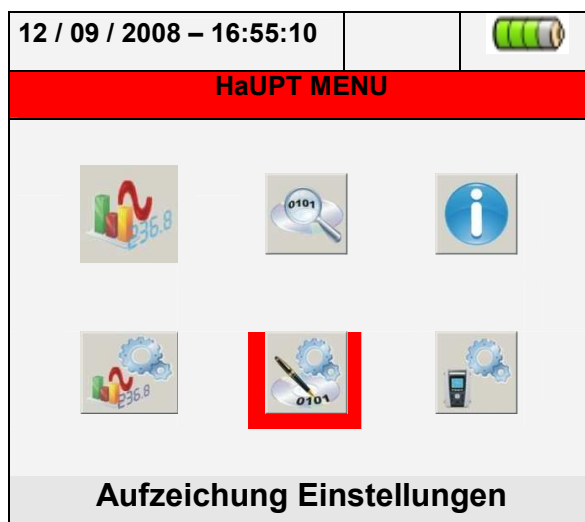 12 / 09 / 2008 – 16:55:10
HaUPT MENU
236.8
0101
236.8
0101
Aufzeichung Einstellungen